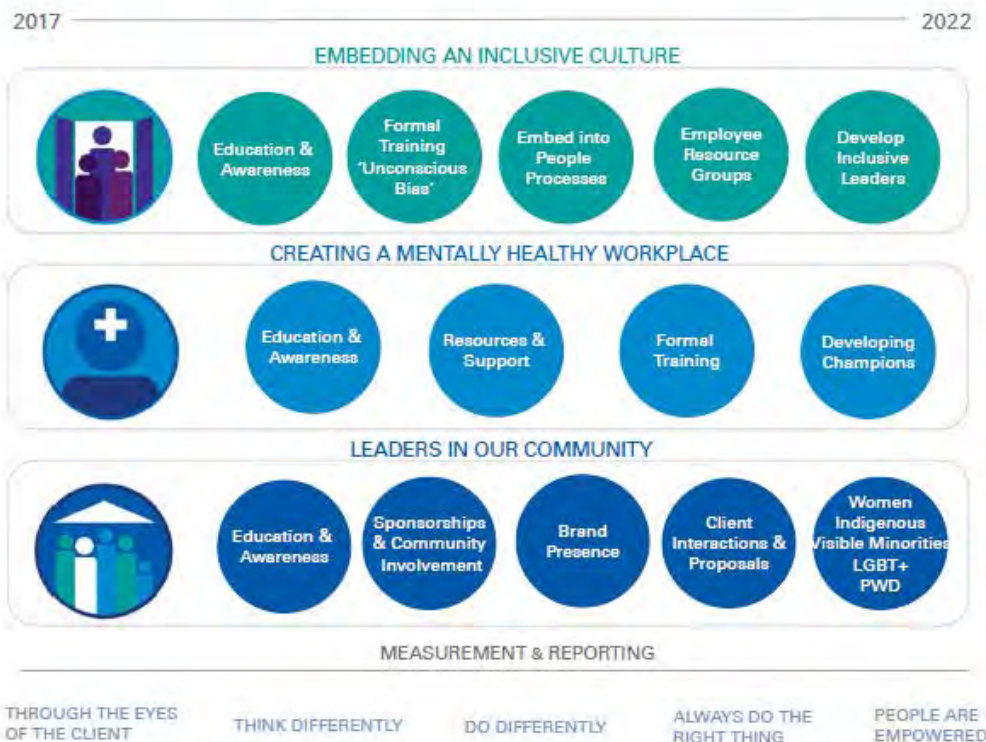 2017
2022
EMBEDDING AN INCLUSIVE CULTURE
Education &
Awareness
Formal
Training
'Unconscious
Bias'
Embed into
People
Processes
Employee
Resource
Groups
Develop
Inclusive
Leaders
CREATING A MENTALLY HEALTHY WORKPLACE
Education &
Awareness
Resources &
Support
Formal
Training
Developing
Champions
LEADERS IN OUR COMMUNITY
Education &
Awareness
Sponsorships
& Community
Involvement
Brand
Presence
Client
Interactions &
Proposals
Women
Indigenous
Visible Minorities
LGBT+
PWD
MEASUREMENT & REPORTING
THROUGH THE EYES
OF THE CLIENT
THINK DIFFERENTLY
DO DIFFERENTLY
ALWAYS DO THE
RIGHT THING
PEOPLE ARE
EMPOWERED